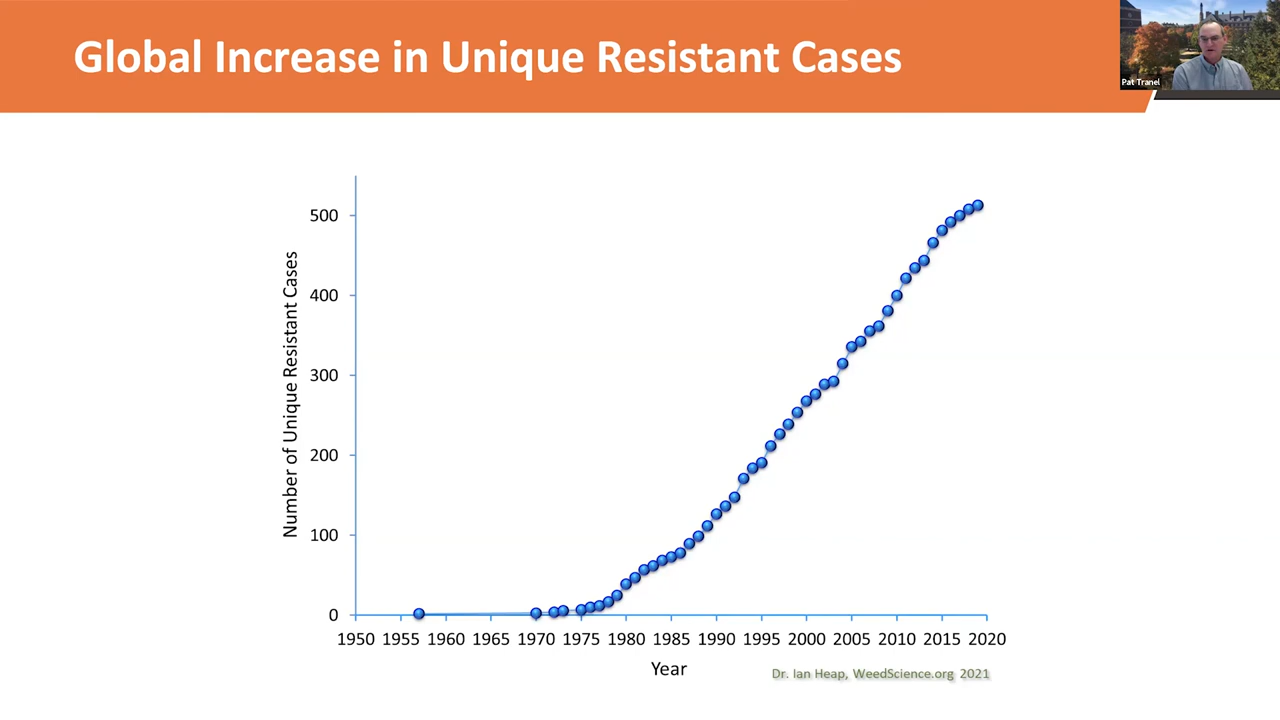 Global Increase in Unique Resistant Cases
Pat Tranel
Number of Unique Resistant Cases
500
400
300
200
100
0
1950 1955 1960 1965 1970 1975 1980 1985 1990 1995 2000 2005 2010 2015 2020
Year
Dr. Ian Heap, WeedScience.org 2021